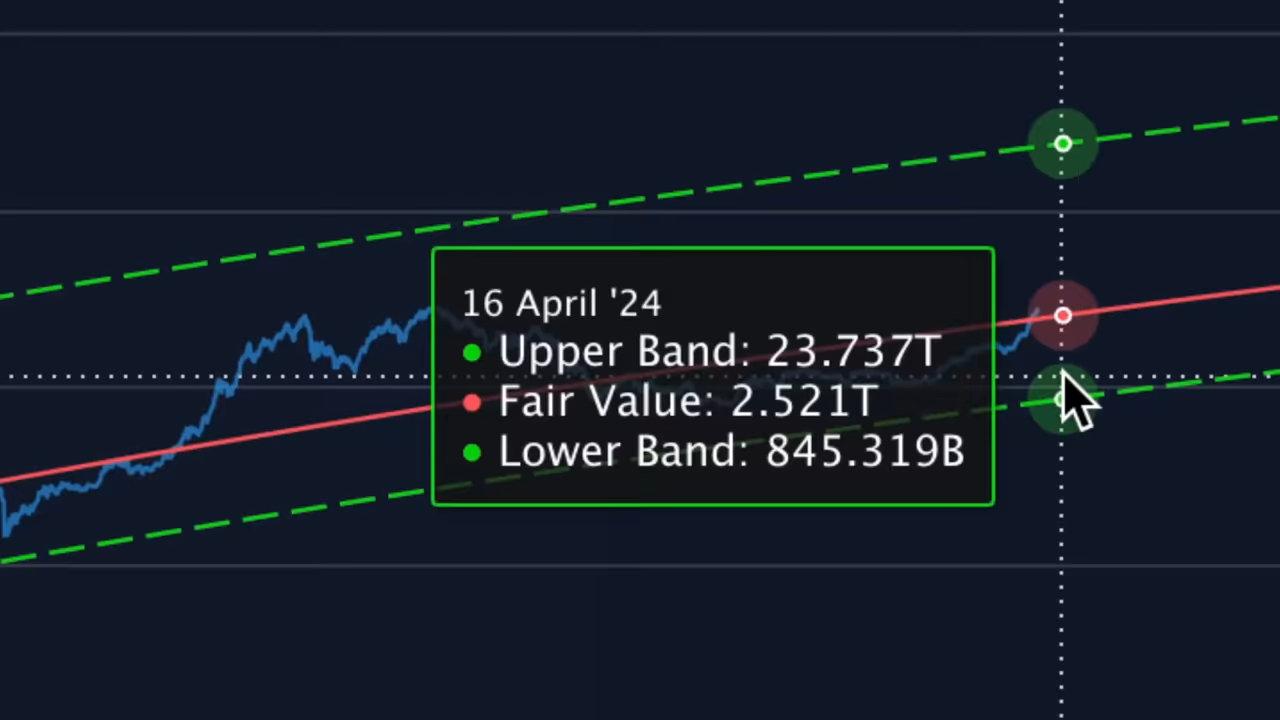 16 April '24
Upper Band: 23.737T
Fair Value: 2.521T
Lower Band: 845.319B